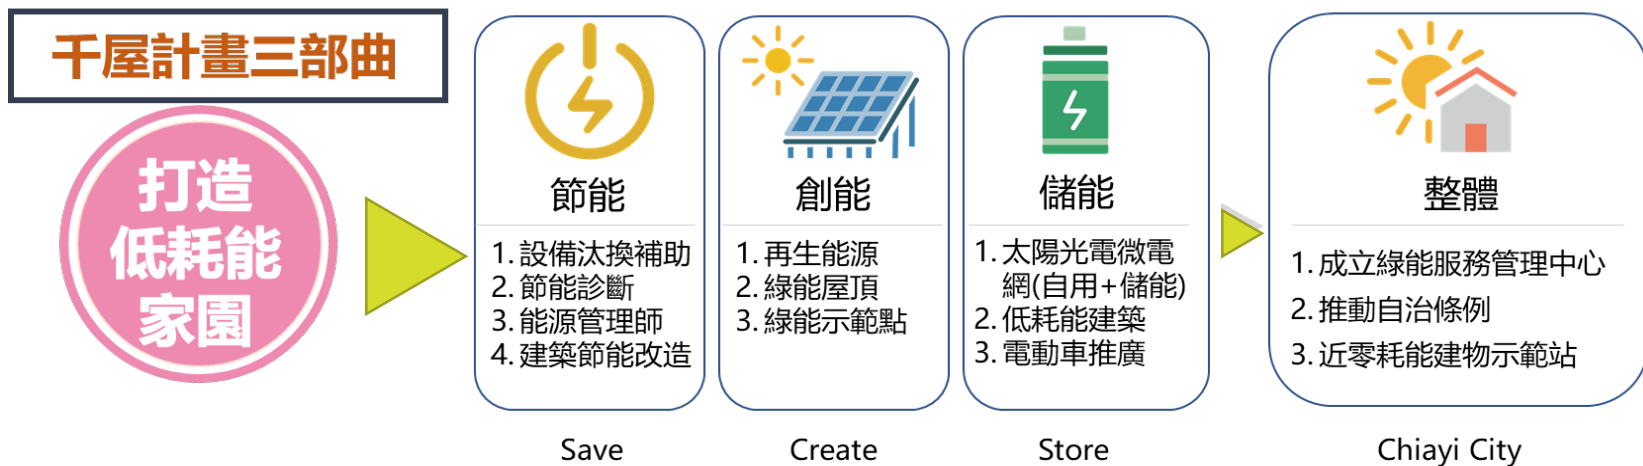 千屋計畫三部曲
打造
低耗能
家園
節能
1. 設備汰換補助
2. 節能診斷
3. 能源管理師
4. 建築節能改造
Save
創能
1. 再生能源
2. 綠能屋頂
3. 綠能示範點
Create
儲能
1. 太陽光電微電
網(自用+儲能)
2. 低耗能建築
3. 電動車推廣
Store
整體
1. 成立綠能服務管理中心
2. 推動自治條例
3. 近零耗能建物示範站
Chiayi City